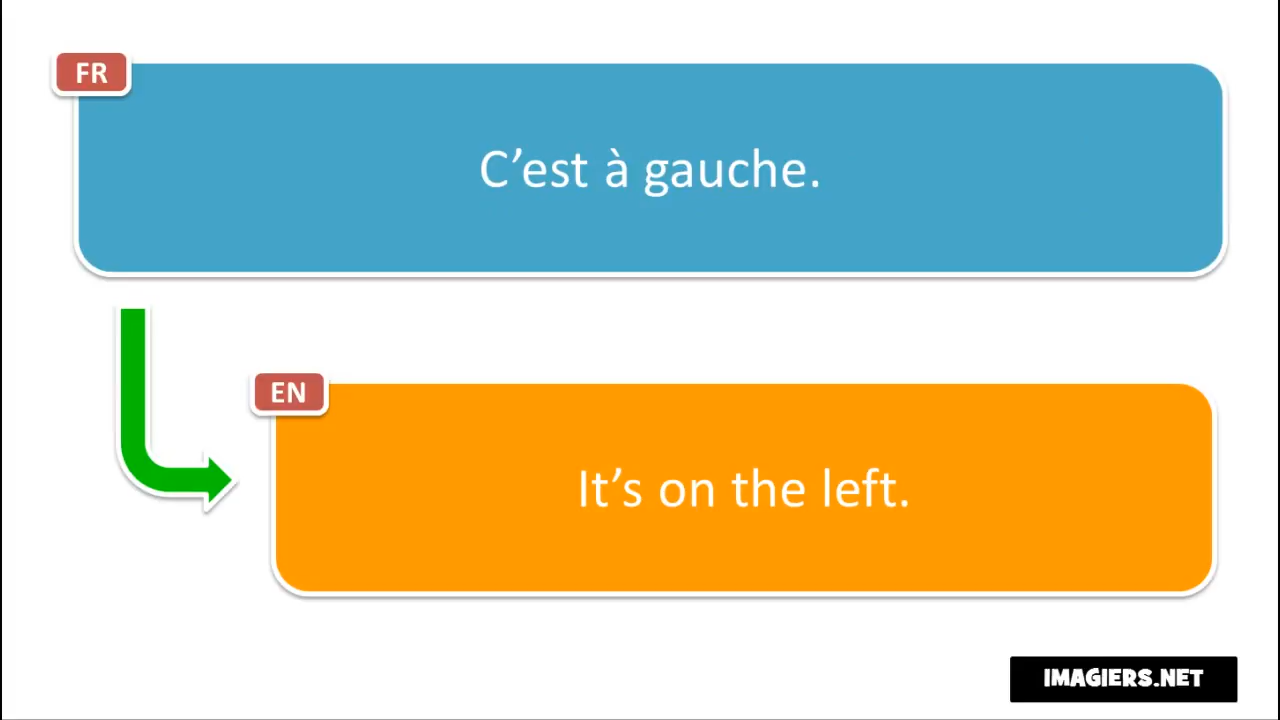 FR
C’est à gauche.
EN
It’s on the left.
IMAGIERS.NET